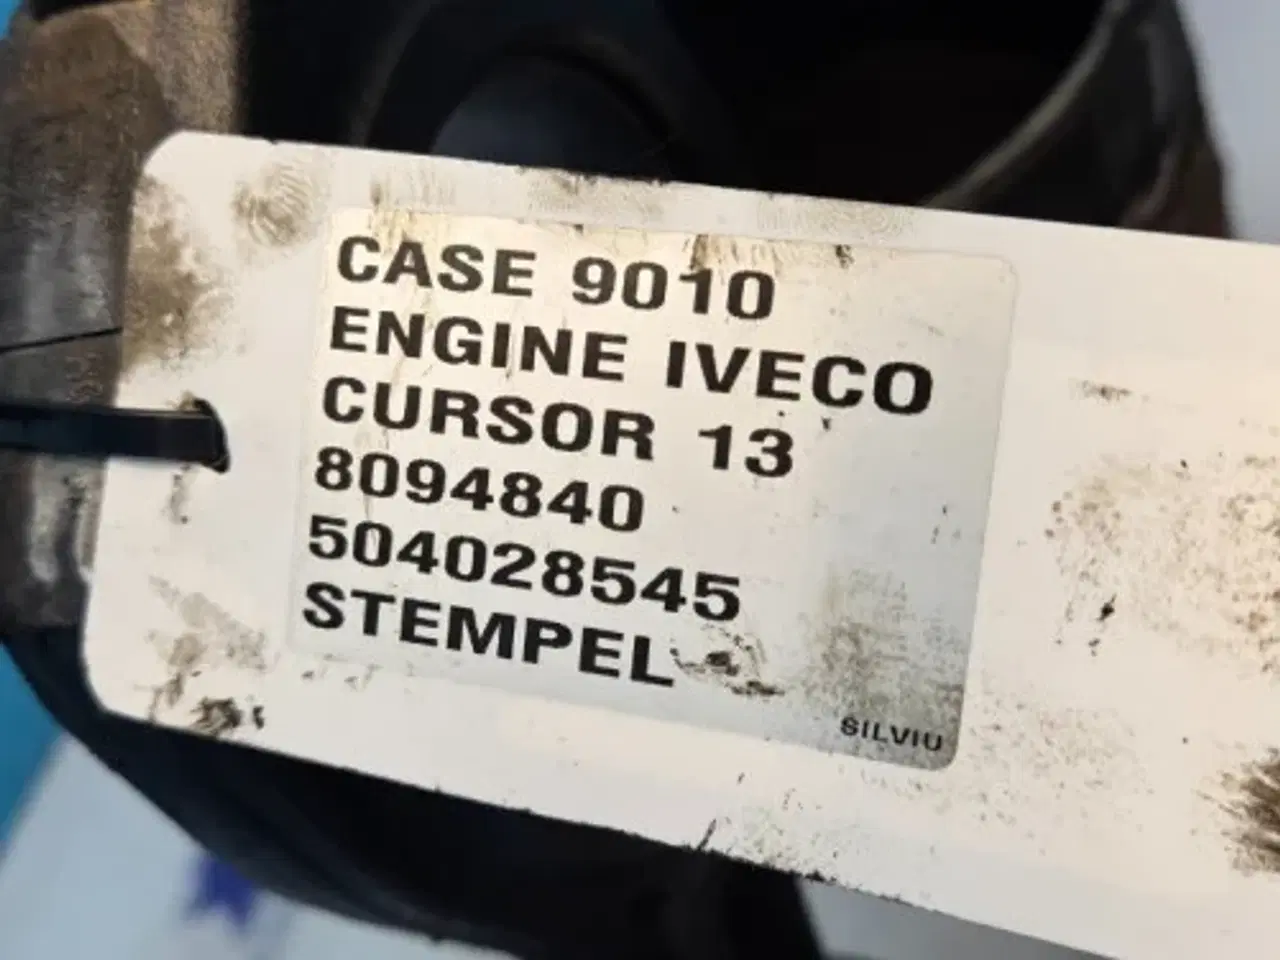 CASE 9010
ENGINE IVECO
CURSOR 13
8094840
504028545
STEMPEL
SILVIU